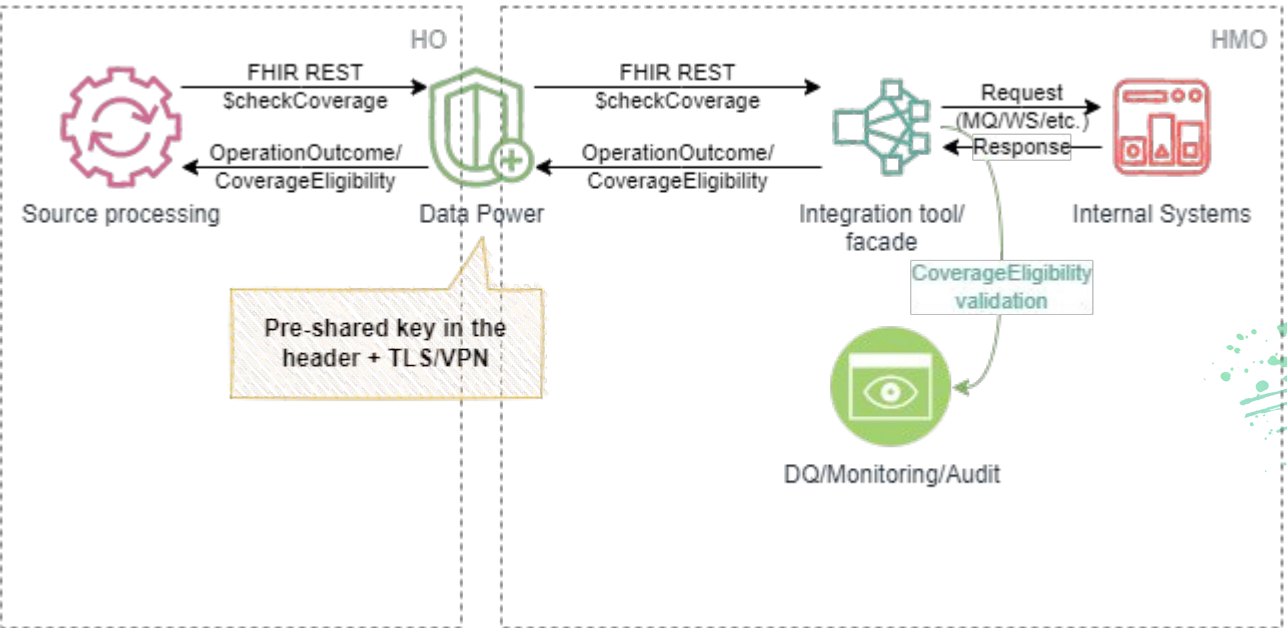 HO
HMO
FHIR REST
$checkCoverage
FHIR REST
$checkCoverage
Request
(MQ/WS/etc.)
Response
OperationOutcome/
CoverageEligibility
OperationOutcome/
CoverageEligibility
Source processing
Data Power
Integration tool/
facade
Internal Systems
CoverageEligibility
validation
Pre-shared key in the
header + TLS/VPN
DQ/Monitoring/Audit